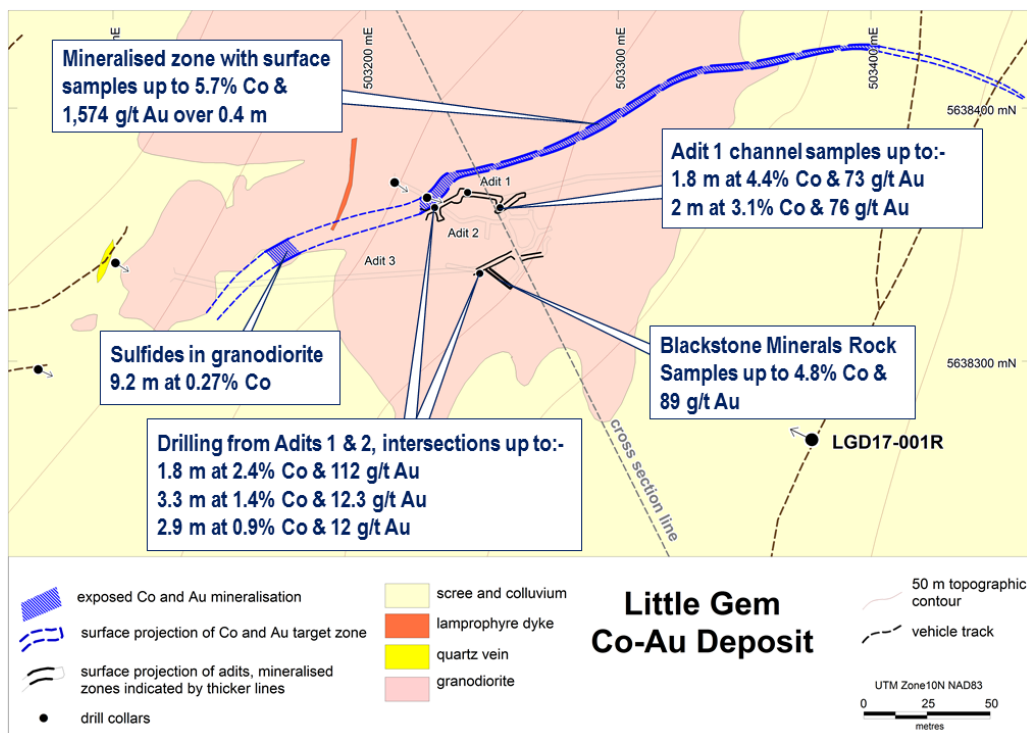 503200 mE
503300 mE
503400 mE
mE
Mineralised zone with surface
samples up to 5.7% Co &
1,574 g/t Au over 0.4 m
5638400 mN
Adit 1 channel samples up to:-
1.8 m at 4.4% Co & 73 g/t Au
2 m at 3.1% Co & 76 g/t Au
Adit 1
Adit 2
Adit 3
Sulfides in granodiorite
9.2 m at 0.27% Co
Blackstone Minerals Rock
Samples up to 4.8% Co &
89 g/t Au
5638300 mN
Drilling from Adits 1 & 2, intersections up to:-
1.8 m at 2.4% Co & 112 g/t Au
3.3 m at 1.4% Co & 12.3 g/t Au
2.9 m at 0.9% Co & 12 g/t Au
cross section line
LGD17-001R
exposed Co and Au mineralisation
surface projection of Co and Au target zone
surface projection of adits, mineralised
zones indicated by thicker lines
drill collars
scree and colluvium
lamprophyre dyke
quartz vein
granodiorite
Little Gem
Co-Au Deposit
50 m topographic
contour
vehicle track
UTM Zone10N NAD83
0 25 50
metres